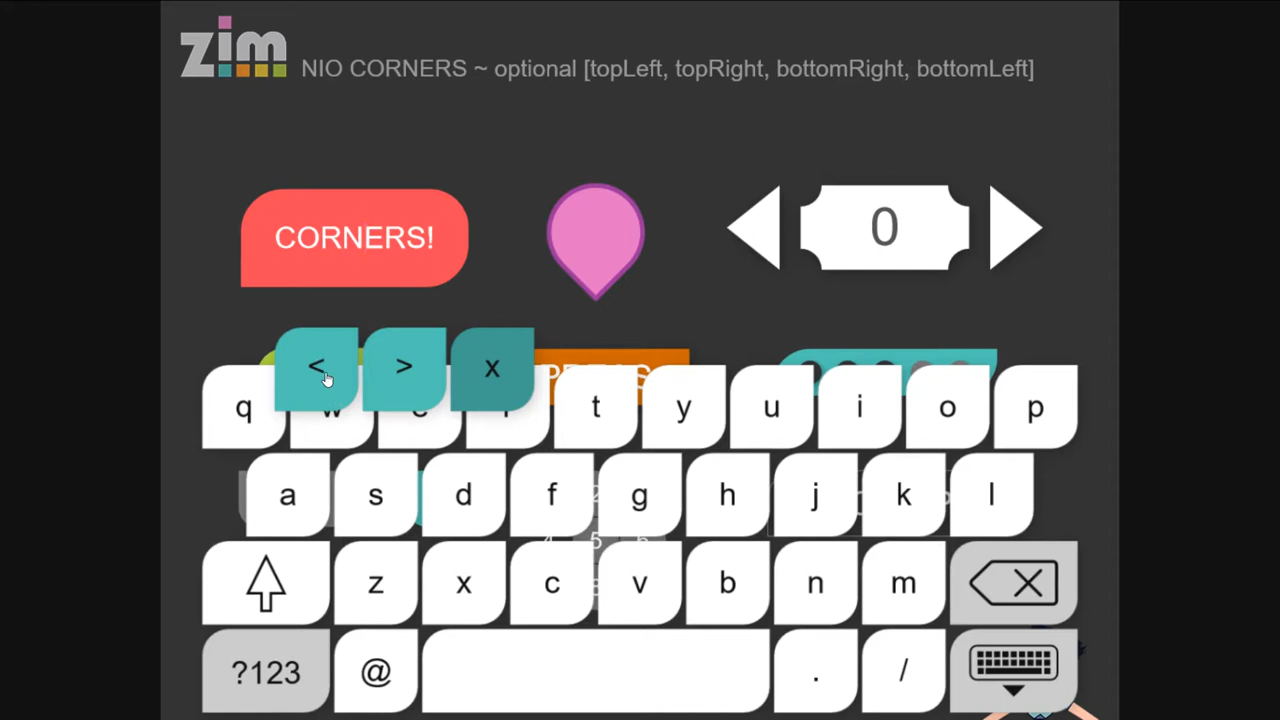 zim NIO CORNERS ~ optional [topLeft, topRight, bottomRight, bottomLeft]
CORNERS!
0
< > x
q t y u i o p
a s d f g h j k l
z x c v b n m
?123 @ . /